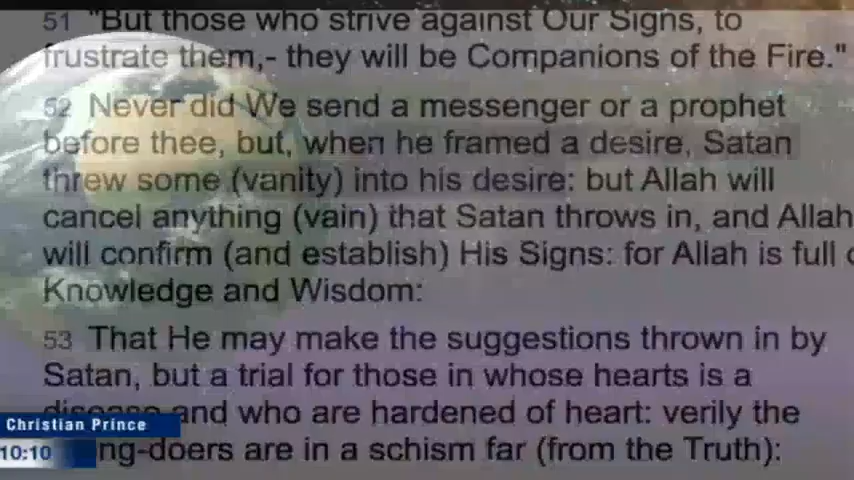 51 "But those who strive against Our Signs, to
frustrate them,- they will be Companions of the Fire."
52 Never did We send a messenger or a prophet
before thee, but, when he framed a desire, Satan
threw some (vanity) into his desire: but Allah will
cancel anything (vain) that Satan throws in, and Allah
will confirm (and establish) His Signs: for Allah is full
Knowledge and Wisdom:
53 That He may make the suggestions thrown in by
Satan, but a trial for those in whose hearts is a
disease and who are hardened of heart: verily the
ng-doers are in a schism far (from the Truth):
Christian Prince
10:10